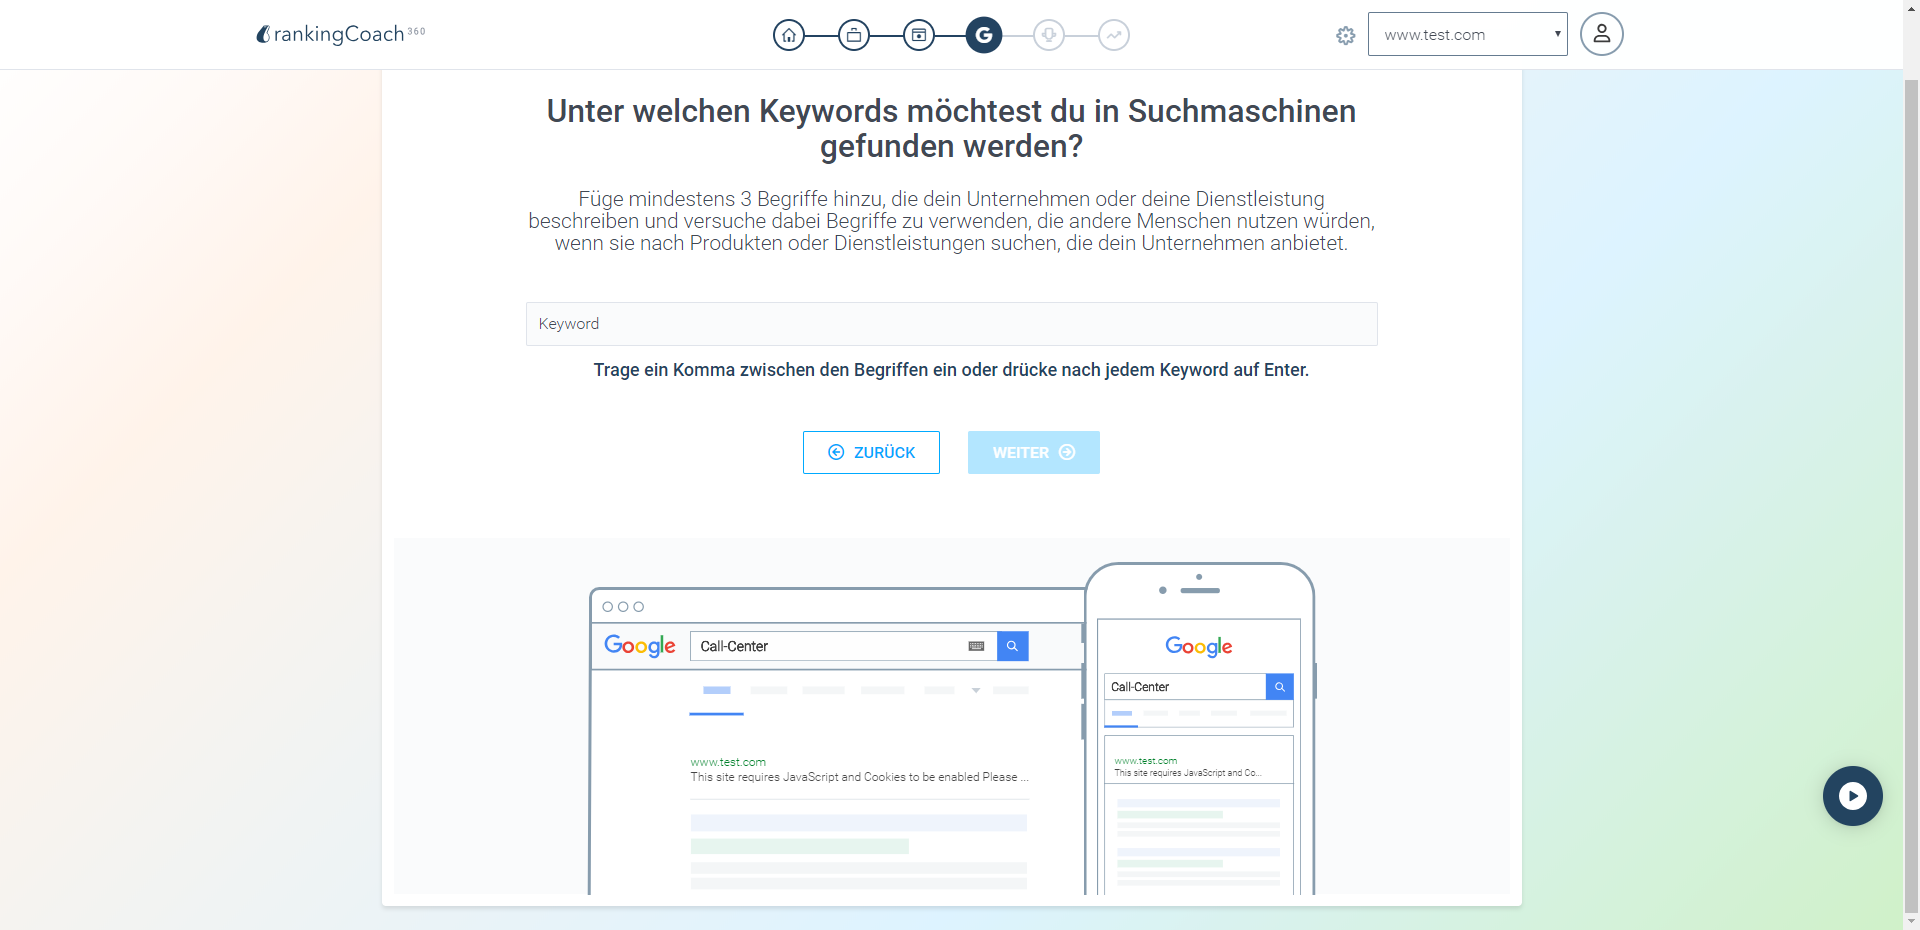 rankingCoach 360
G
www.test.com
Unter welchen Keywords möchtest du in Suchmaschinen
gefunden werden?
Füge mindestens 3 Begriffe hinzu, die dein Unternehmen oder deine Dienstleistung
beschreiben und versuche dabei Begriffe zu verwenden, die andere Menschen nutzen würden,
wenn sie nach Produkten oder Dienstleistungen suchen, die dein Unternehmen anbietet.
Keyword
Trage ein Komma zwischen den Begriffen ein oder drücke nach jedem Keyword auf Enter.
ZURÜCK
WEITER
Google
Call-Center
www.test.com
This site requires JavaScript and Cookies to be enabled Please ...
Google
Call-Center
www.test.com
This site requires JavaScript and Co...